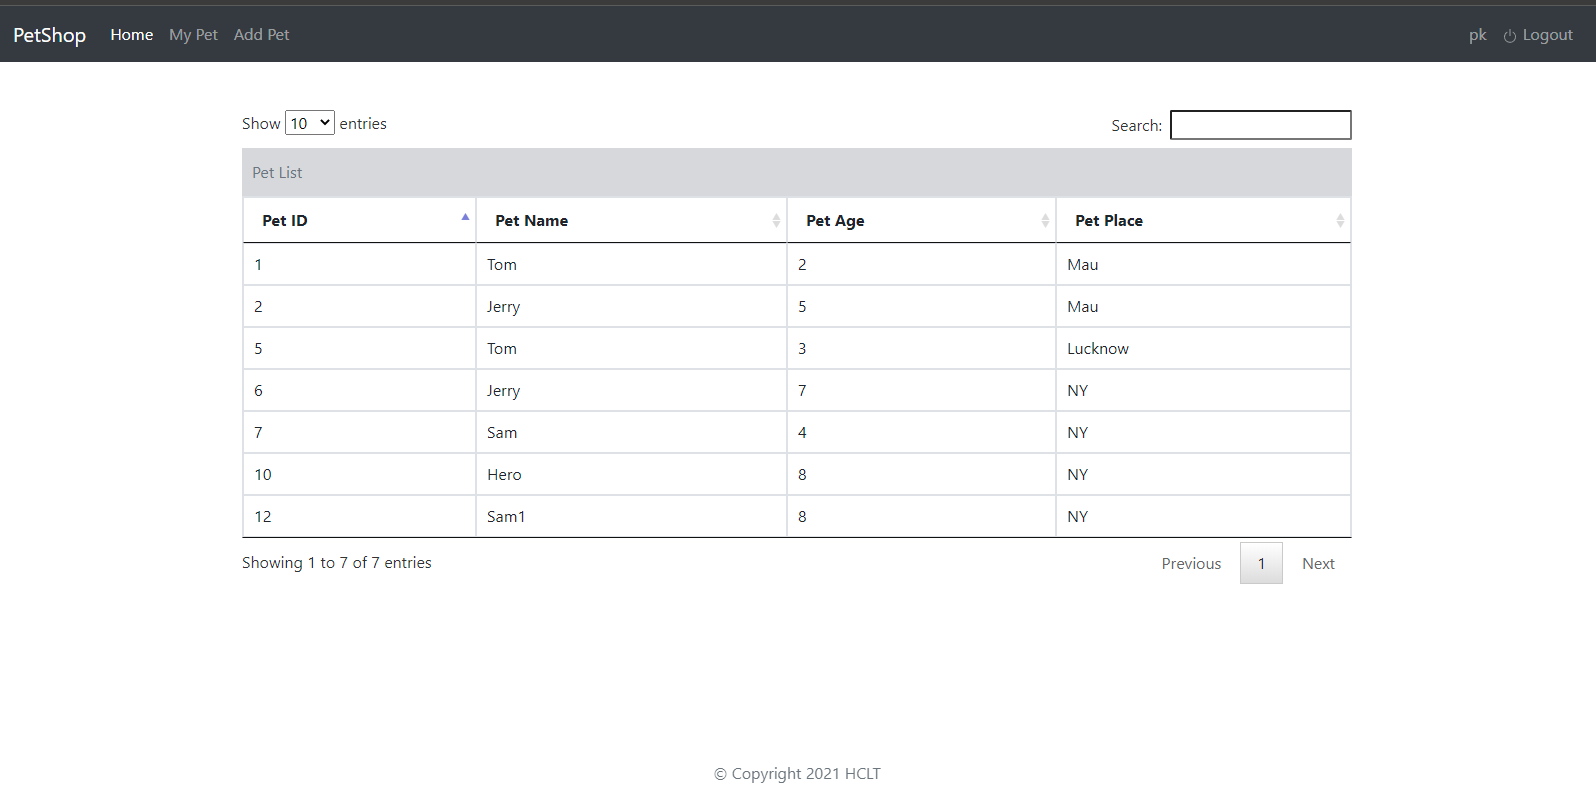 PetShop Home My Pet Add Pet pk Logout
Show 10 entries Search:
Pet List
Pet ID Pet Name Pet Age Pet Place
1 Tom 2 Mau
2 Jerry 5 Mau
5 Tom 3 Lucknow
6 Jerry 7 NY
7 Sam 4 NY
10 Hero 8 NY
12 Sam1 8 NY
Showing 1 to 7 of 7 entries Previous 1 Next
© Copyright 2021 HCLT